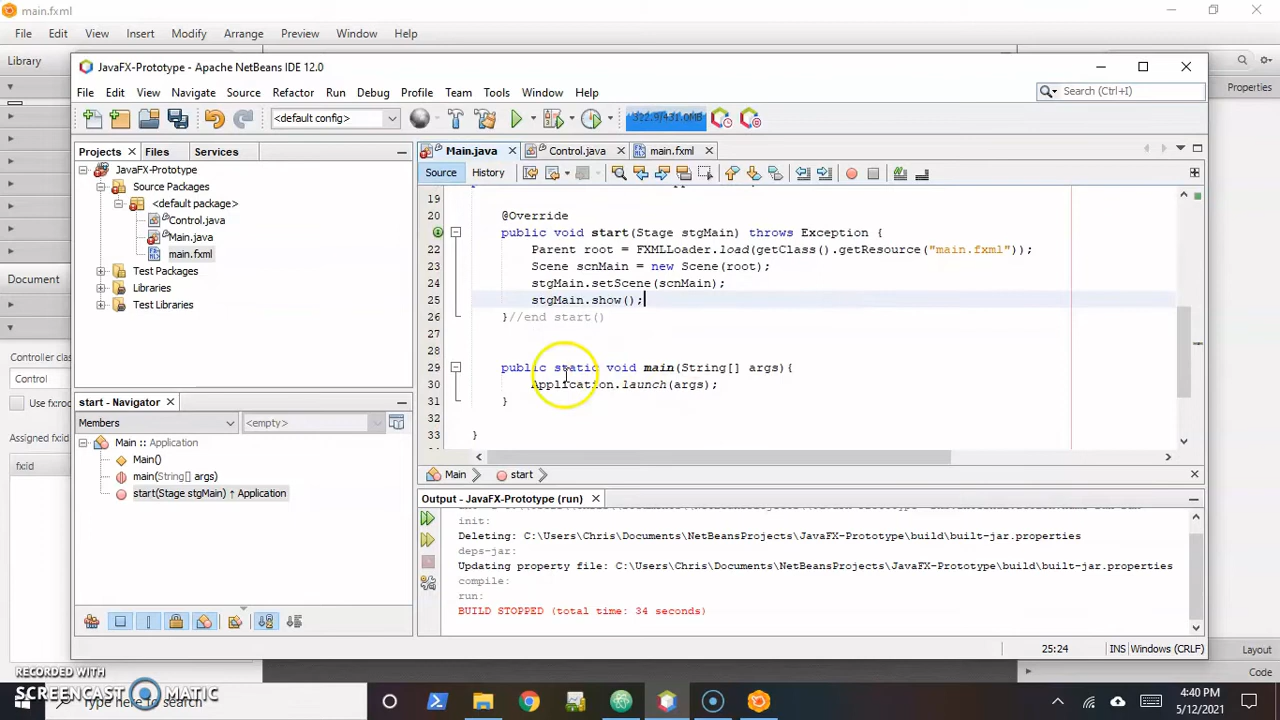 main.fxml
File Edit View Insert Modify Arrange Preview Window Help
Library
JavaFX-Prototype - Apache NetBeans IDE 12.0
File Edit View Navigate Source Refactor Run Debug Profile Team Tools Window Help
Search (Ctrl+I)
Properties
<default config>
312.9/431.0MB
Projects Files Services
Main.java Control.java main.fxml
JavaFX-Prototype
Source Packages
<default package>
Control.java
Main.java
main.fxml
Test Packages
Libraries
Test Libraries
Source History
19
20 @Override
public void start(Stage stgMain) throws Exception {
22 Parent root = FXMLLoader.load(getClass().getResource("main.fxml"));
23 Scene scnMain = new Scene(root);
24 stgMain.setScene(scnMain);
25 stgMain.show();
26 }//end start()
27
28
29 public static void main(String[] args){
30 Application.launch(args);
31 }
32
33 }
Document
Controller class
Control
Use fx:roo
Assigned fx:id
fx:id
start - Navigator
Members <empty>
Main :: Application
Main()
main(String[] args)
start(Stage stgMain) ↑ Application
Main start
Output - JavaFX-Prototype (run)
init:
Deleting: C:\Users\Chris\Documents\NetBeansProjects\JavaFX-Prototype\build\built-jar.properties
deps-jar:
Updating property file: C:\Users\Chris\Documents\NetBeansProjects\JavaFX-Prototype\build\built-jar.properties
compile:
run:
BUILD STOPPED (total time: 34 seconds)
25:24 INS Windows (CRLF)
Layout
Code
RECORDED WITH
SCREENCAST MATIC
Type here to search
4:40 PM
5/12/2021